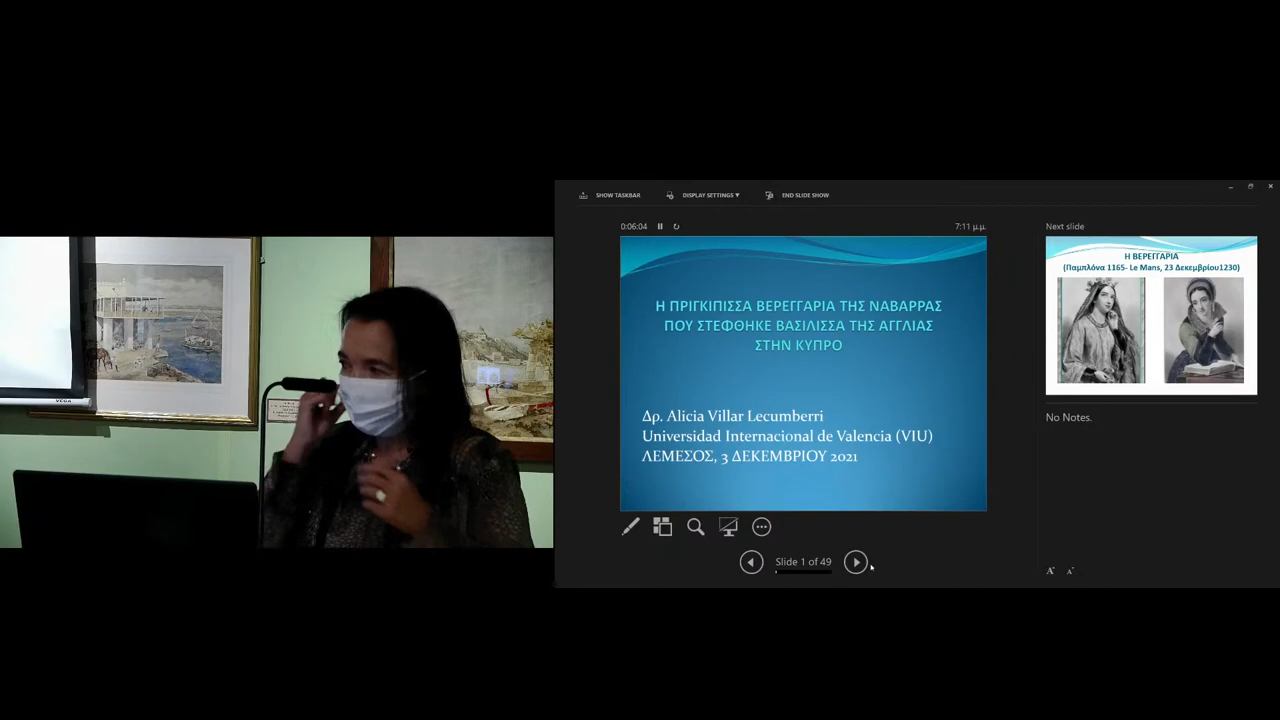 VEGA
SHOW TASKBAR
DISPLAY SETTINGS ▾
END SLIDE SHOW
0:06:04
7:11 μ.μ.
Η ΠΡΙΓΚΙΠΙΣΣΑ ΒΕΡΕΓΓΑΡΙΑ ΤΗΣ ΝΑΒΑΡΡΑΣ
ΠΟΥ ΣΤΕΦΘΗΚΕ ΒΑΣΙΛΙΣΣΑ ΤΗΣ ΑΓΓΛΙΑΣ
ΣΤΗΝ ΚΥΠΡΟ
Δρ. Alicia Villar Lecumberri
Universidad Internacional de Valencia (VIU)
ΛΕΜΕΣΟΣ, 3 ΔΕΚΕΜΒΡΙΟΥ 2021
Slide 1 of 49
Next slide
Η ΒΕΡΕΓΓΑΡΙΑ
(Παμπλόνα 1165- Le Mans, 23 Δεκεμβρίου1230)
No Notes.